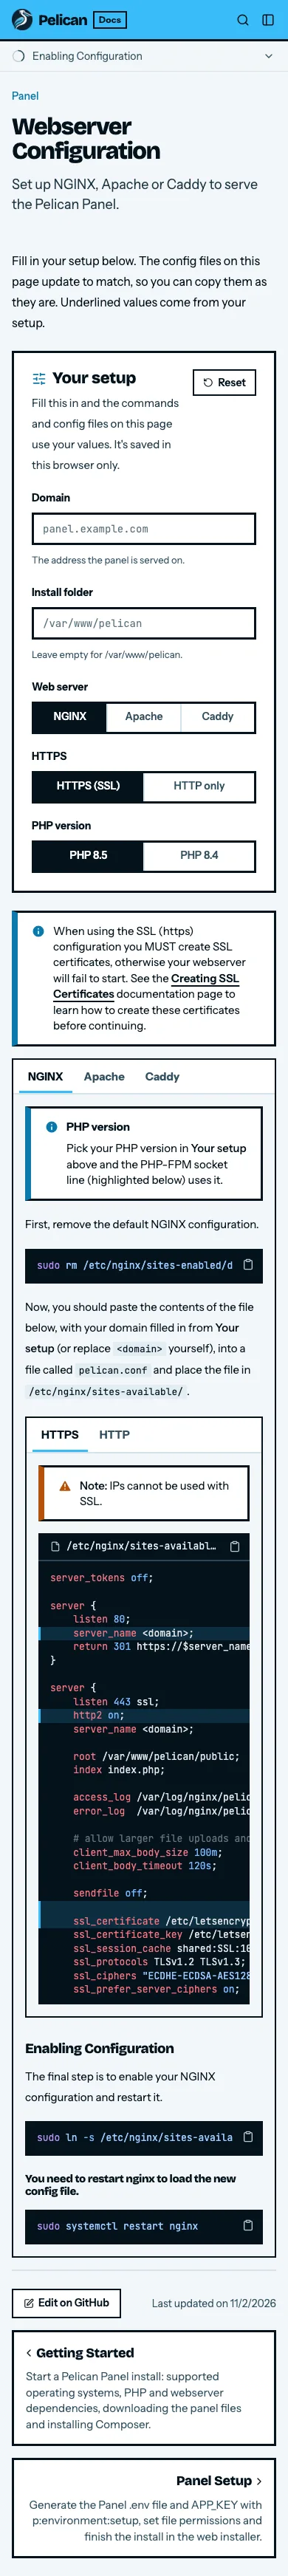 Pelican Docs
Enabling Configuration
Panel
Webserver
Configuration
Set up NGINX, Apache or Caddy to serve
the Pelican Panel.
Fill in your setup below. The config files on this
page update to match, so you can copy them as
they are. Underlined values come from your
setup.
Your setup
Reset
Fill this in and the commands
and config files on this page
use your values. It's saved in
this browser only.
Domain
panel.example.com
The address the panel is served on.
Install folder
/var/www/pelican
Leave empty for /var/www/pelican.
Web server
NGINX Apache Caddy
HTTPS
HTTPS (SSL) HTTP only
PHP version
PHP 8.5 PHP 8.4
When using the SSL (https)
configuration you MUST create SSL
certificates, otherwise your webserver
will fail to start. See the Creating SSL
Certificates documentation page to
learn how to create these certificates
before continuing.
NGINX Apache Caddy
PHP version
Pick your PHP version in Your setup
above and the PHP-FPM socket
line (highlighted below) uses it.
First, remove the default NGINX configuration.
sudo rm /etc/nginx/sites-enabled/d
Now, you should paste the contents of the file
below, with your domain filled in from Your
setup (or replace <domain> yourself), into a
file called pelican.conf and place the file in
/etc/nginx/sites-available/.
HTTPS HTTP
Note: IPs cannot be used with
SSL.
/etc/nginx/sites-availabl…
server_tokens off;
server {
listen 80;
server_name <domain>;
return 301 https://$server_name
}
server {
listen 443 ssl;
http2 on;
server_name <domain>;
root /var/www/pelican/public;
index index.php;
access_log /var/log/nginx/pelic
error_log /var/log/nginx/pelic
# allow larger file uploads and
client_max_body_size 100m;
client_body_timeout 120s;
sendfile off;
ssl_certificate /etc/letsencryp
ssl_certificate_key /etc/letsen
ssl_session_cache shared:SSL:10
ssl_protocols TLSv1.2 TLSv1.3;
ssl_ciphers "ECDHE-ECDSA-AES128
ssl_prefer_server_ciphers on;
Enabling Configuration
The final step is to enable your NGINX
configuration and restart it.
sudo ln -s /etc/nginx/sites-availa
You need to restart nginx to load the new
config file.
sudo systemctl restart nginx
Edit on GitHub
Last updated on 11/2/2026
Getting Started
Start a Pelican Panel install: supported
operating systems, PHP and webserver
dependencies, downloading the panel files
and installing Composer.
Panel Setup
Generate the Panel .env file and APP_KEY with
p:environment:setup, set file permissions and
finish the install in the web installer.